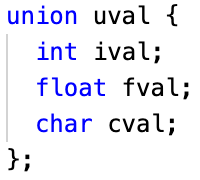 union uval {
  int ival;
  float fval;
  char cval;
};